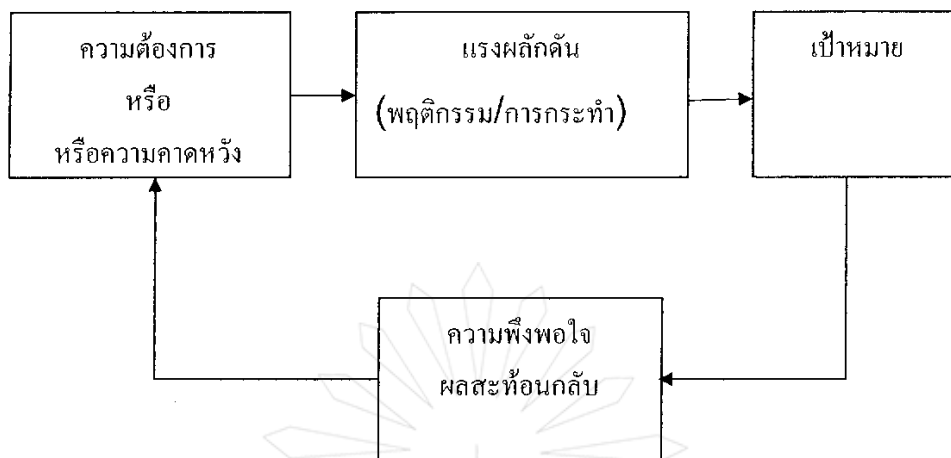 ความต้องการ
หรือ
หรือความคาดหวัง
แรงผลักดัน
(พฤติกรรม/การกระทำ)
เป้าหมาย
ความพึงพอใจ
ผลสะท้อนกลับ